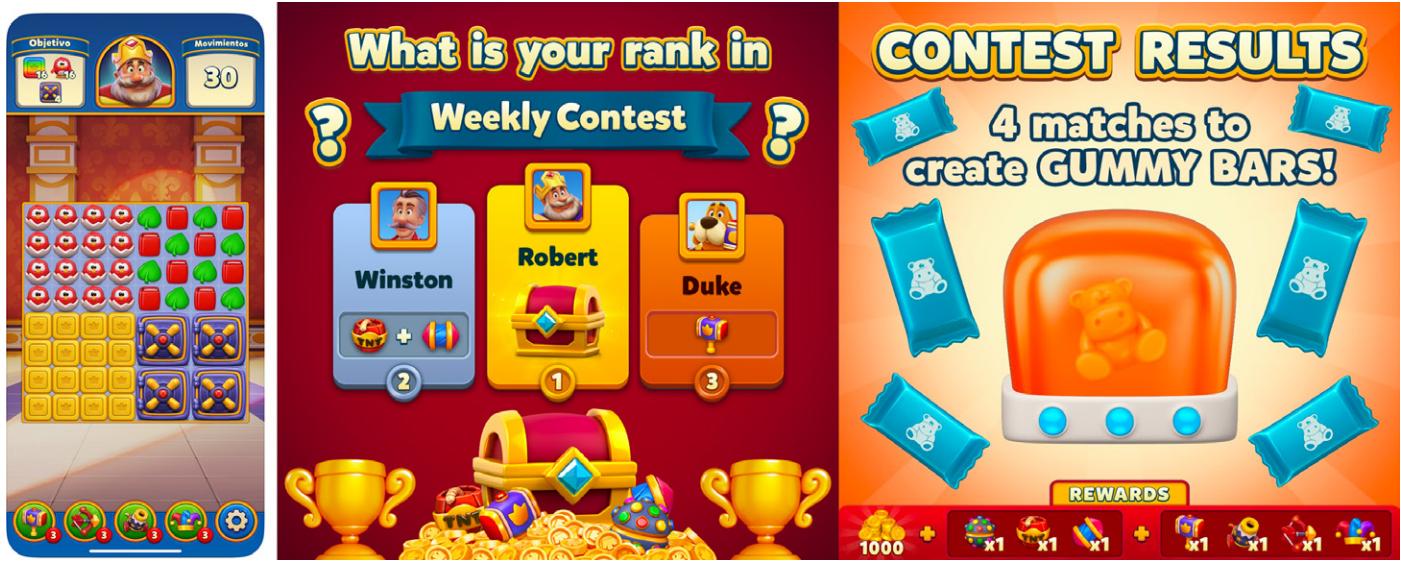 Objetivo
Movimientos
16
16
4
30
3
3
3
3
What is your rank in
? Weekly Contest ?
Winston
TNT +
2
Robert
1
Duke
3
TNT
CONTEST RESULTS
4 matches to
create GUMMY BARS!
REWARDS
1000 + x1 TNT x1 x1 + x1 x1 x1 x1